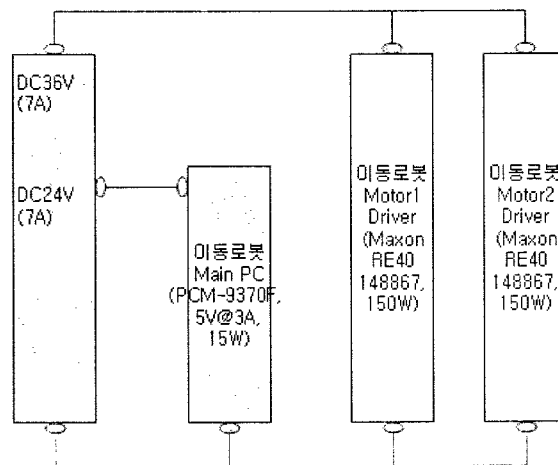 DC36V
(7A)
DC24V
(7A)
이동로봇
Main PC
(PCM-9370F,
5V@3A,
15W)
이동로봇
Motor1
Driver
(Maxon
RE40
148867,
150W)
이동로봇
Motor2
Driver
(Maxon
RE40
148867,
150W)